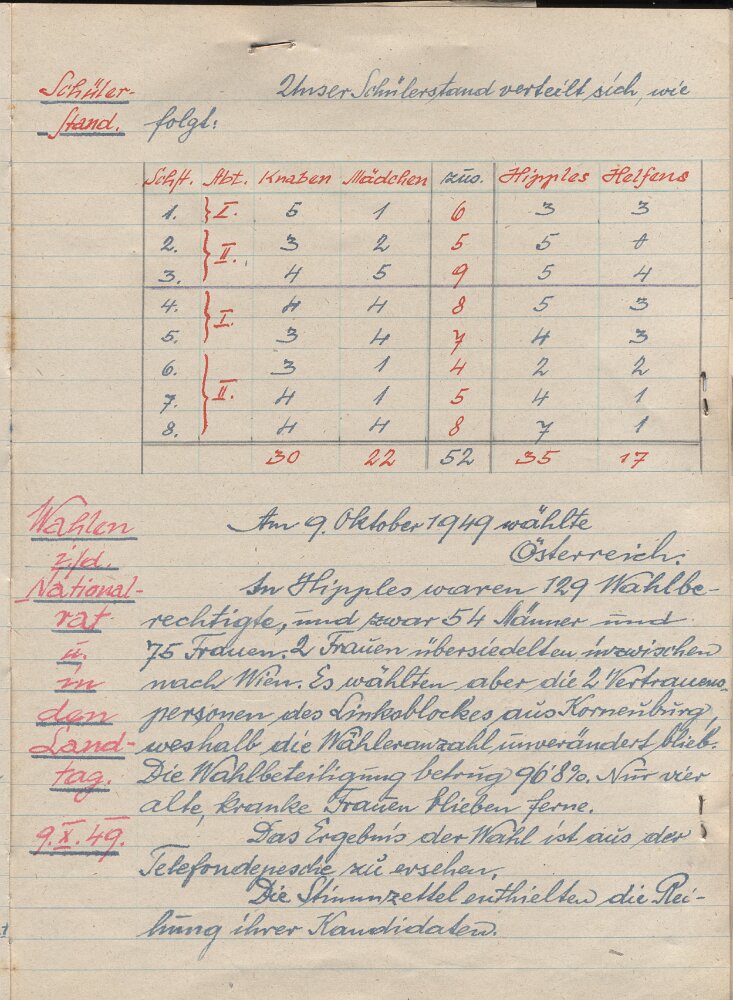 Schüler- Unser Schülerstand verteilt sich, wie
stand. folgt:
Schst. Abt. Knaben Mädchen zus. Hipples Helfens
1. I. 5 1 6 3 3
2. 3 2 5 5 0
II.
3. 4 5 9 5 4
4. 4 4 8 5 3
I.
5. 3 4 7 4 3
6. 3 1 4 2 2
7. II. 4 1 5 4 1
8. 4 4 8 7 1
30 22 52 35 17
Wahlen Am 9. Oktober 1949 wählte
i/d. Österreich.
National- In Hipples waren 129 Wahlbe-
rat rechtigte, und zwar 54 Männer und
u. 75 Frauen. 2 Frauen übersiedelten inzwischen
in nach Wien. Es wählten aber die 2 Vertrauens-
den personen des Linksblockes aus Korneuburg,
Land- weshalb die Wähleranzahl unverändert blieb.
tag. Die Wahlbeteiligung betrug 96'8%. Nur vier
alte, kranke Frauen blieben ferne.
9.X.49. Das Ergebnis der Wahl ist aus der
Telefondepesche zu ersehen.
Die Stimmzettel enthielten die Rei-
hung ihrer Kandidaten.